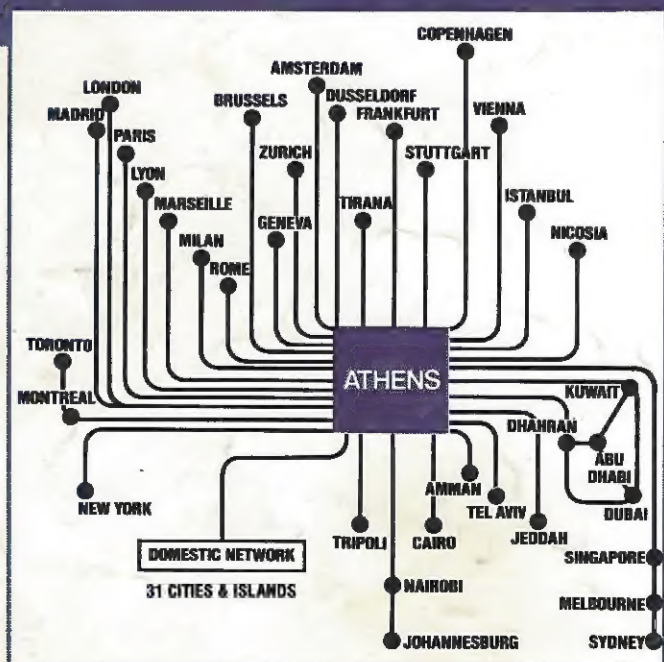 COPENHAGEN
AMSTERDAM
LONDON
BRUSSELS
DUSSELDORF
MADRID
FRANKFURT
VIENNA
PARIS
ZURICH
STUTTGART
LYON
MARSEILLE
GENEVA
TIRANA
ISTANBUL
MILAN
NICOSIA
ROME
TORONTO
ATHENS
KUWAIT
MONTREAL
DHAHRAN
ABU
DHABI
NEW YORK
AMMAN
TEL AVIV
DUBAI
TRIPOLI
CAIRO
JEDDAH
DOMESTIC NETWORK
SINGAPORE
31 CITIES & ISLANDS
NAIROBI
MELBOURNE
JOHANNESBURG
SYDNEY